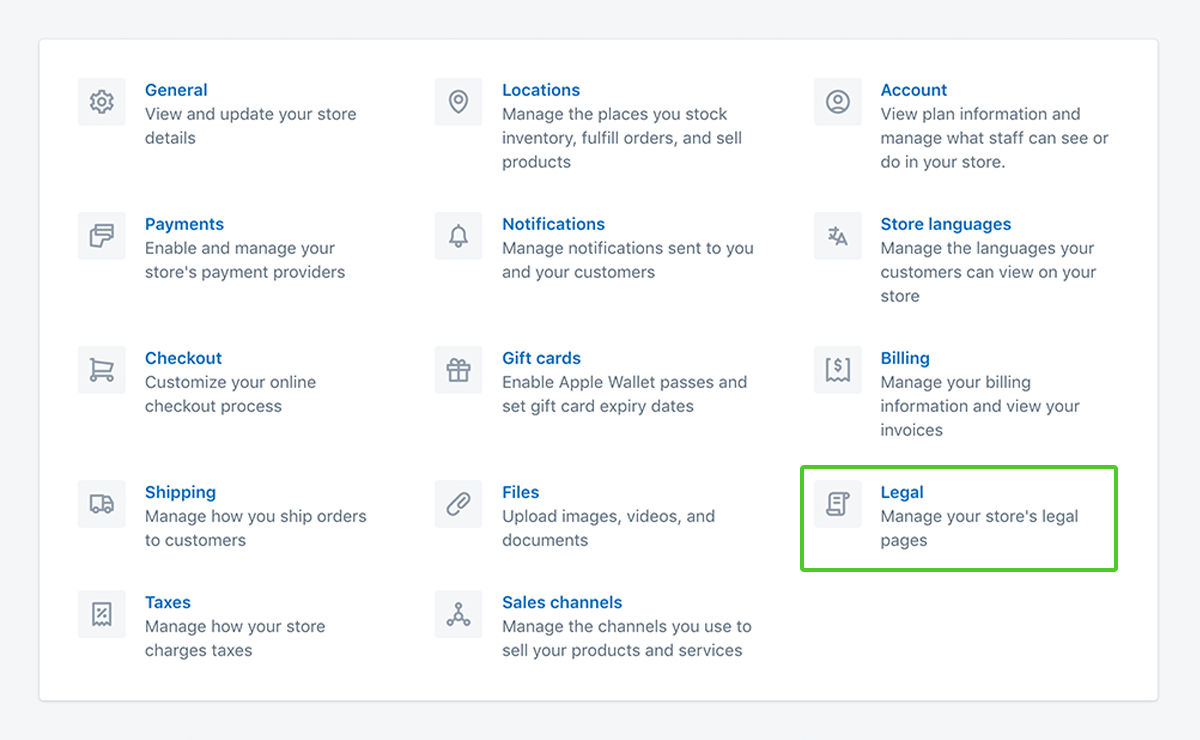 General
View and update your store
details
Locations
Manage the places you stock
inventory, fulfill orders, and sell
products
Account
View plan information and
manage what staff can see or
do in your store.
Payments
Enable and manage your
store's payment providers
Notifications
Manage notifications sent to you
and your customers
Store languages
Manage the languages your
customers can view on your
store
Checkout
Customize your online
checkout process
Gift cards
Enable Apple Wallet passes and
set gift card expiry dates
Billing
Manage your billing
information and view your
invoices
Shipping
Manage how you ship orders
to customers
Files
Upload images, videos, and
documents
Legal
Manage your store's legal
pages
Taxes
Manage how your store
charges taxes
Sales channels
Manage the channels you use to
sell your products and services